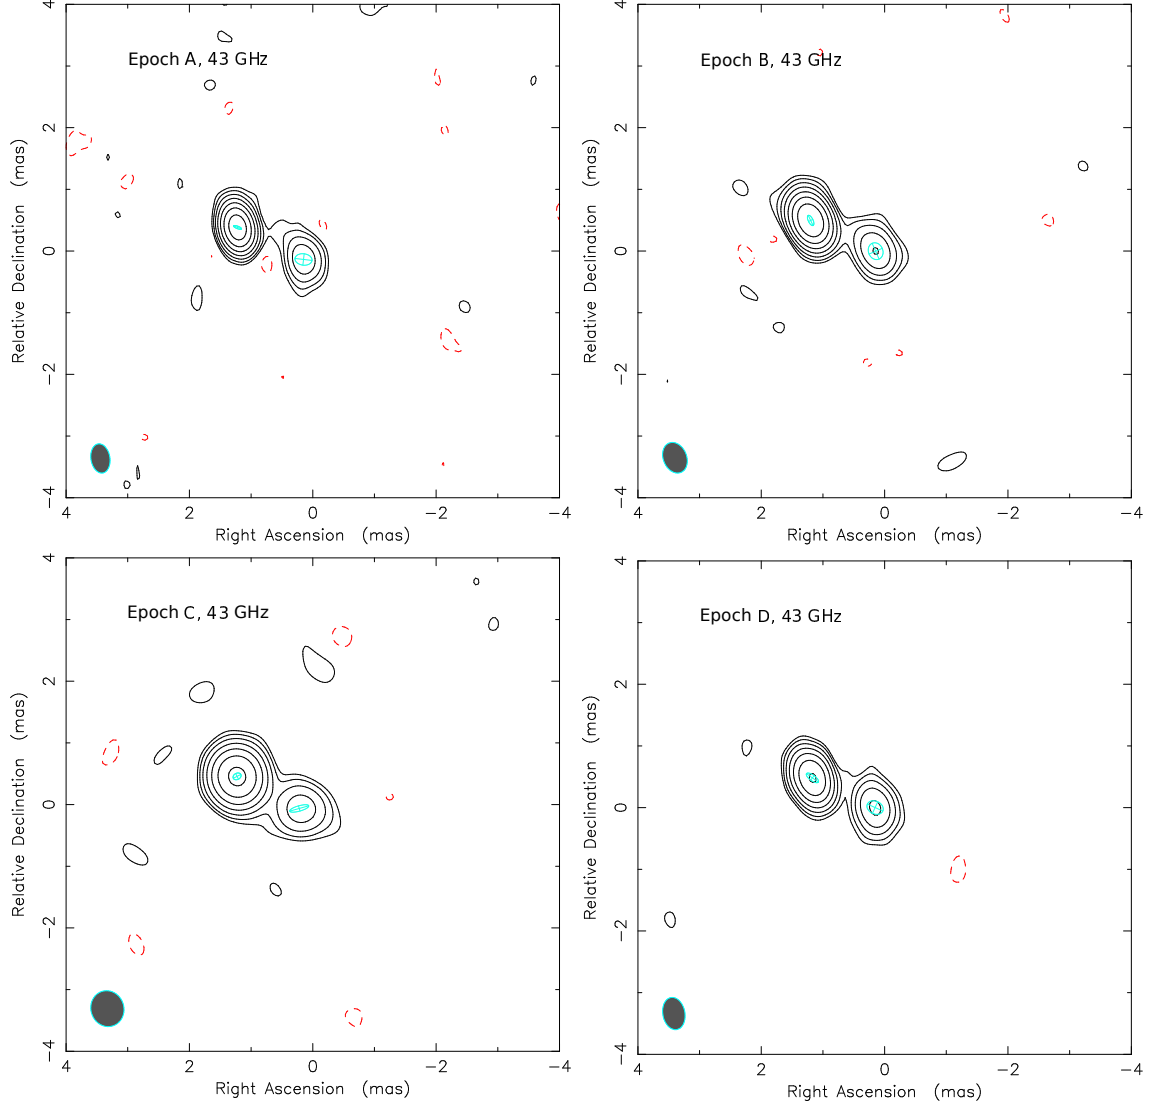 4
2
0
−2
−4
Relative Declination (mas)
Epoch A, 43 GHz
4 2 0 −2 −4
Right Ascension (mas)
4
2
0
−2
−4
Relative Declination (mas)
Epoch B, 43 GHz
4 2 0 −2 −4
Right Ascension (mas)
4
2
0
−2
−4
Relative Declination (mas)
Epoch C, 43 GHz
4 2 0 −2 −4
Right Ascension (mas)
4
2
0
−2
−4
Relative Declination (mas)
Epoch D, 43 GHz
4 2 0 −2 −4
Right Ascension (mas)